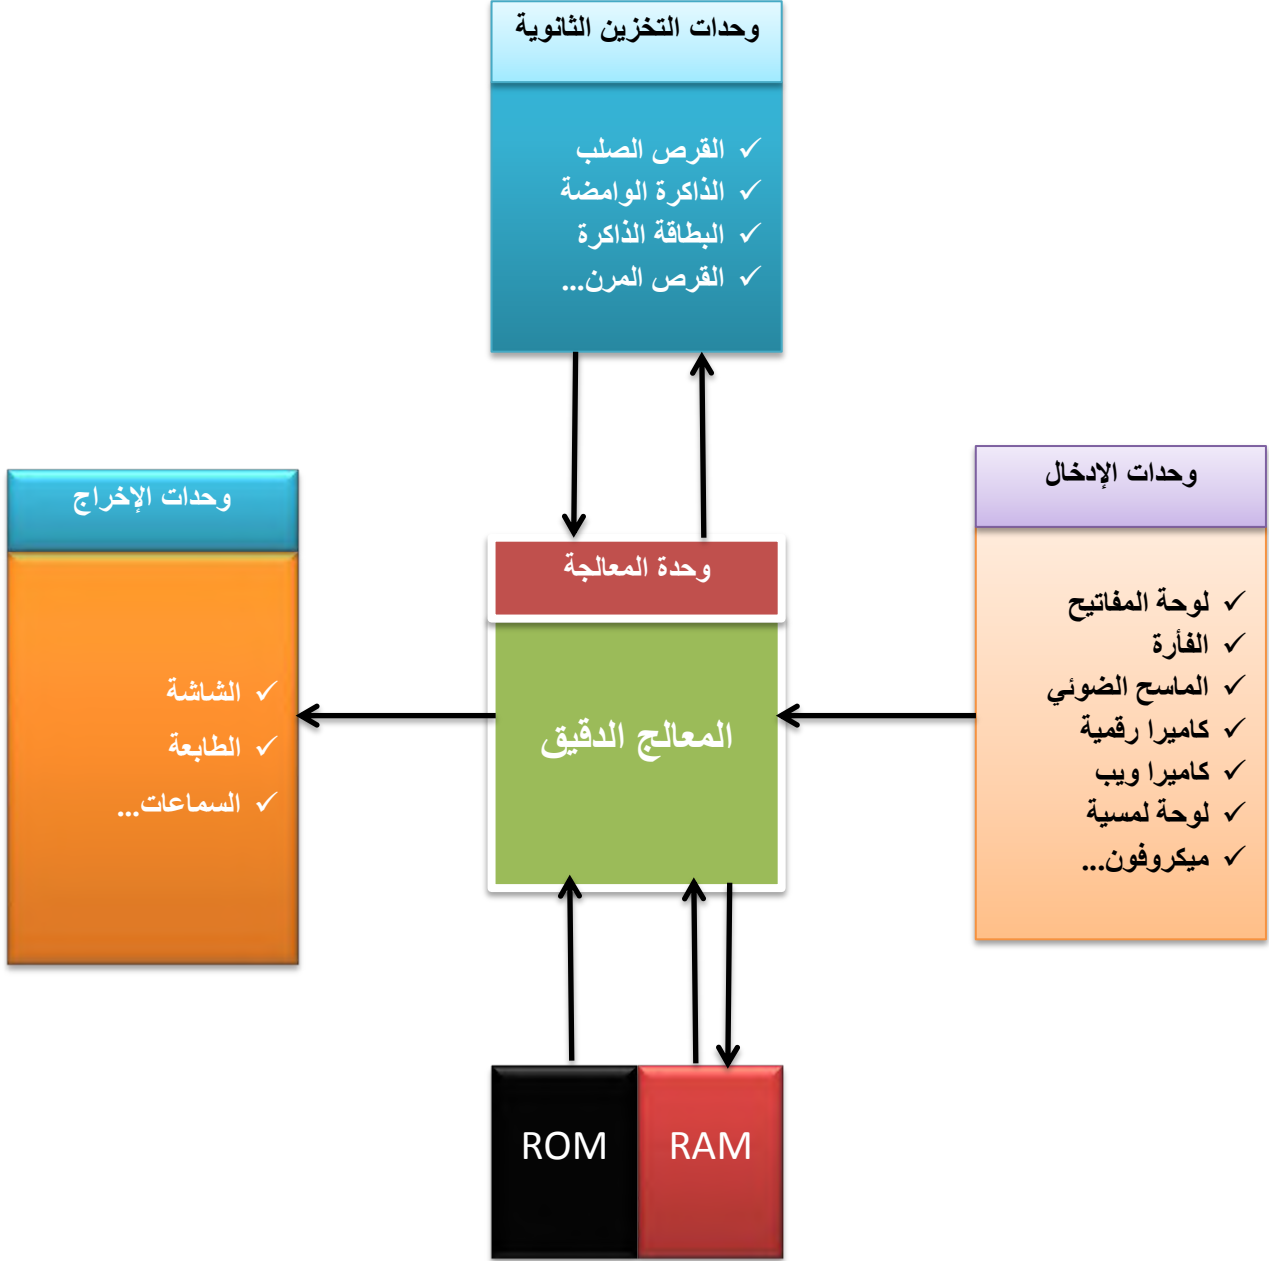 وحدات التخزين الثانوية
القرص الصلب
الذاكرة الوامضة
البطاقة الذاكرة
القرص المرن...
وحدات الإدخال
لوحة المفاتيح
الفأرة
الماسح الضوئي
كاميرا رقمية
كاميرا ويب
لوحة لمسية
ميكروفون...
وحدة المعالجة
المعالج الدقيق
وحدات الإخراج
الشاشة
الطابعة
السماعات...
ROM
RAM